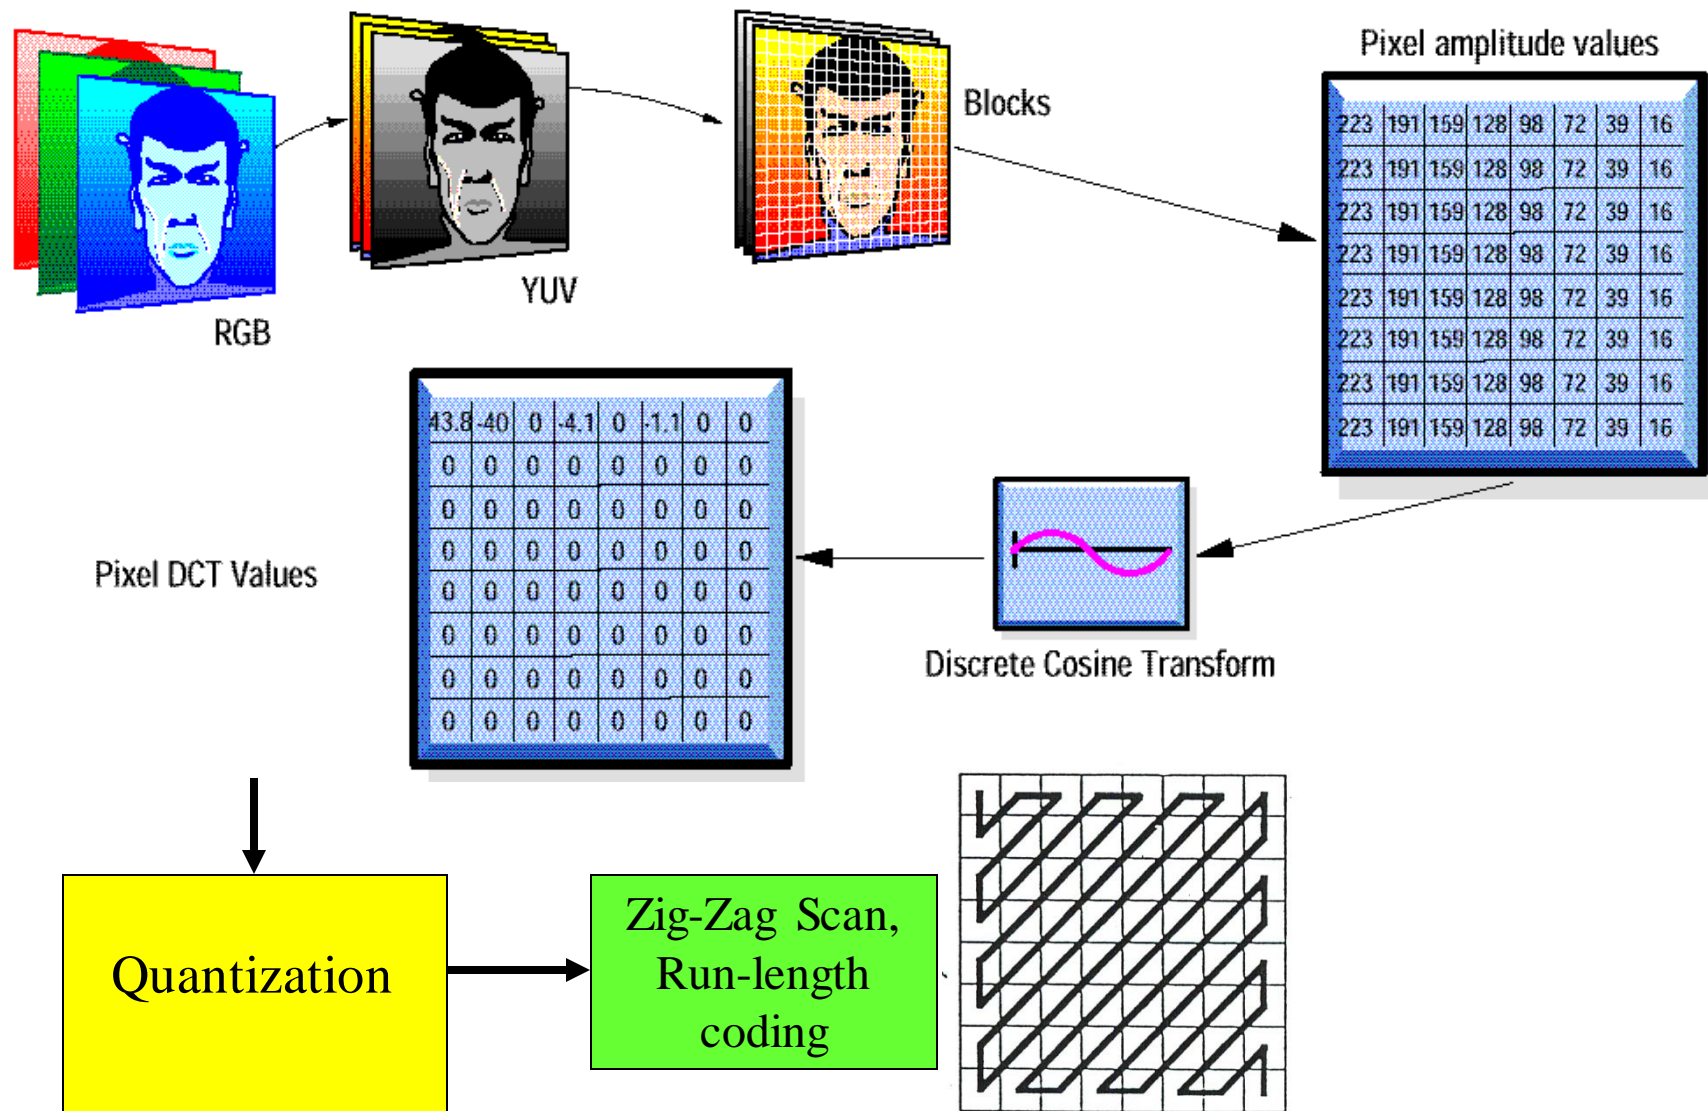 RGB
YUV
Blocks
Pixel amplitude values
223 191 159 128 98 72 39 16
223 191 159 128 98 72 39 16
223 191 159 128 98 72 39 16
223 191 159 128 98 72 39 16
223 191 159 128 98 72 39 16
223 191 159 128 98 72 39 16
223 191 159 128 98 72 39 16
223 191 159 128 98 72 39 16
Discrete Cosine Transform
Pixel DCT Values
43.8 -40 0 -4.1 0 -1.1 0 0
0 0 0 0 0 0 0 0
0 0 0 0 0 0 0 0
0 0 0 0 0 0 0 0
0 0 0 0 0 0 0 0
0 0 0 0 0 0 0 0
0 0 0 0 0 0 0 0
0 0 0 0 0 0 0 0
Quantization
Zig-Zag Scan,
Run-length
coding